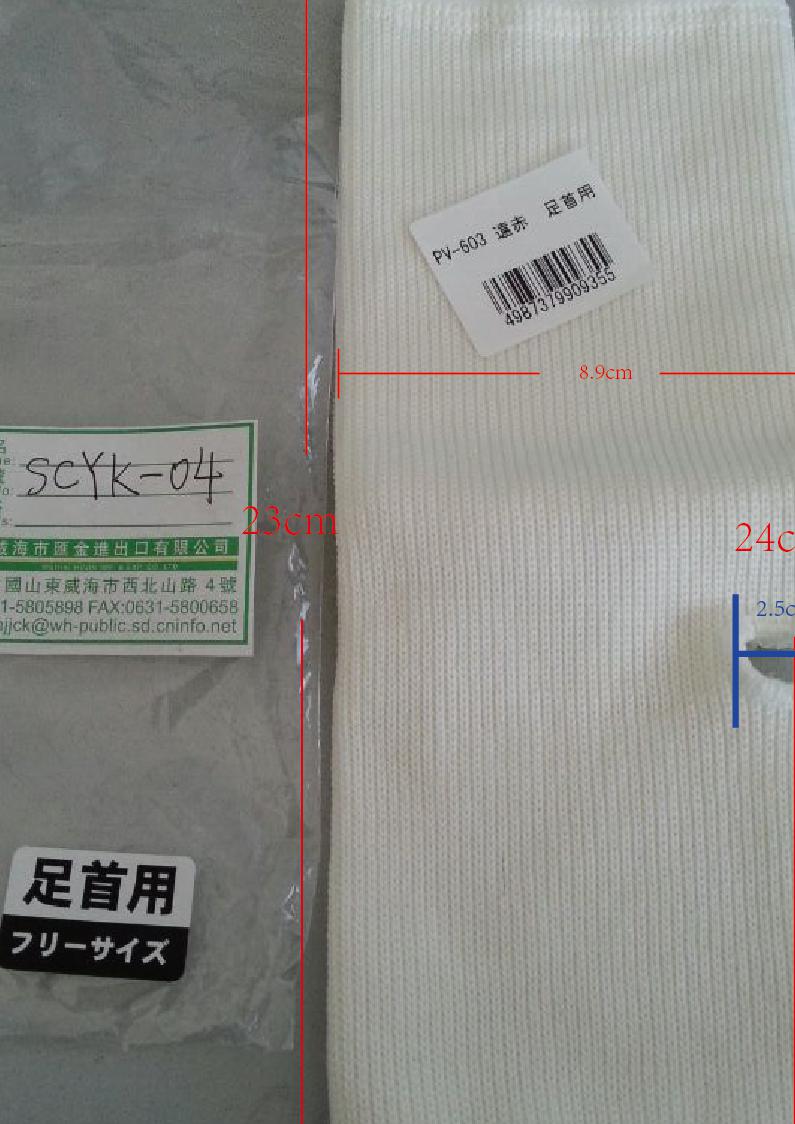 PV-603 遠赤 足首用
4987379909355
8.9cm
SCYK-04
23cm
24c
2.5c
海市匯金進出口有限公司
國山東威海市西北山路 4號
1-5805898 FAX:0631-5800658
jjck@wh-public.sd.cninfo.net
足首用
フリーサイズ